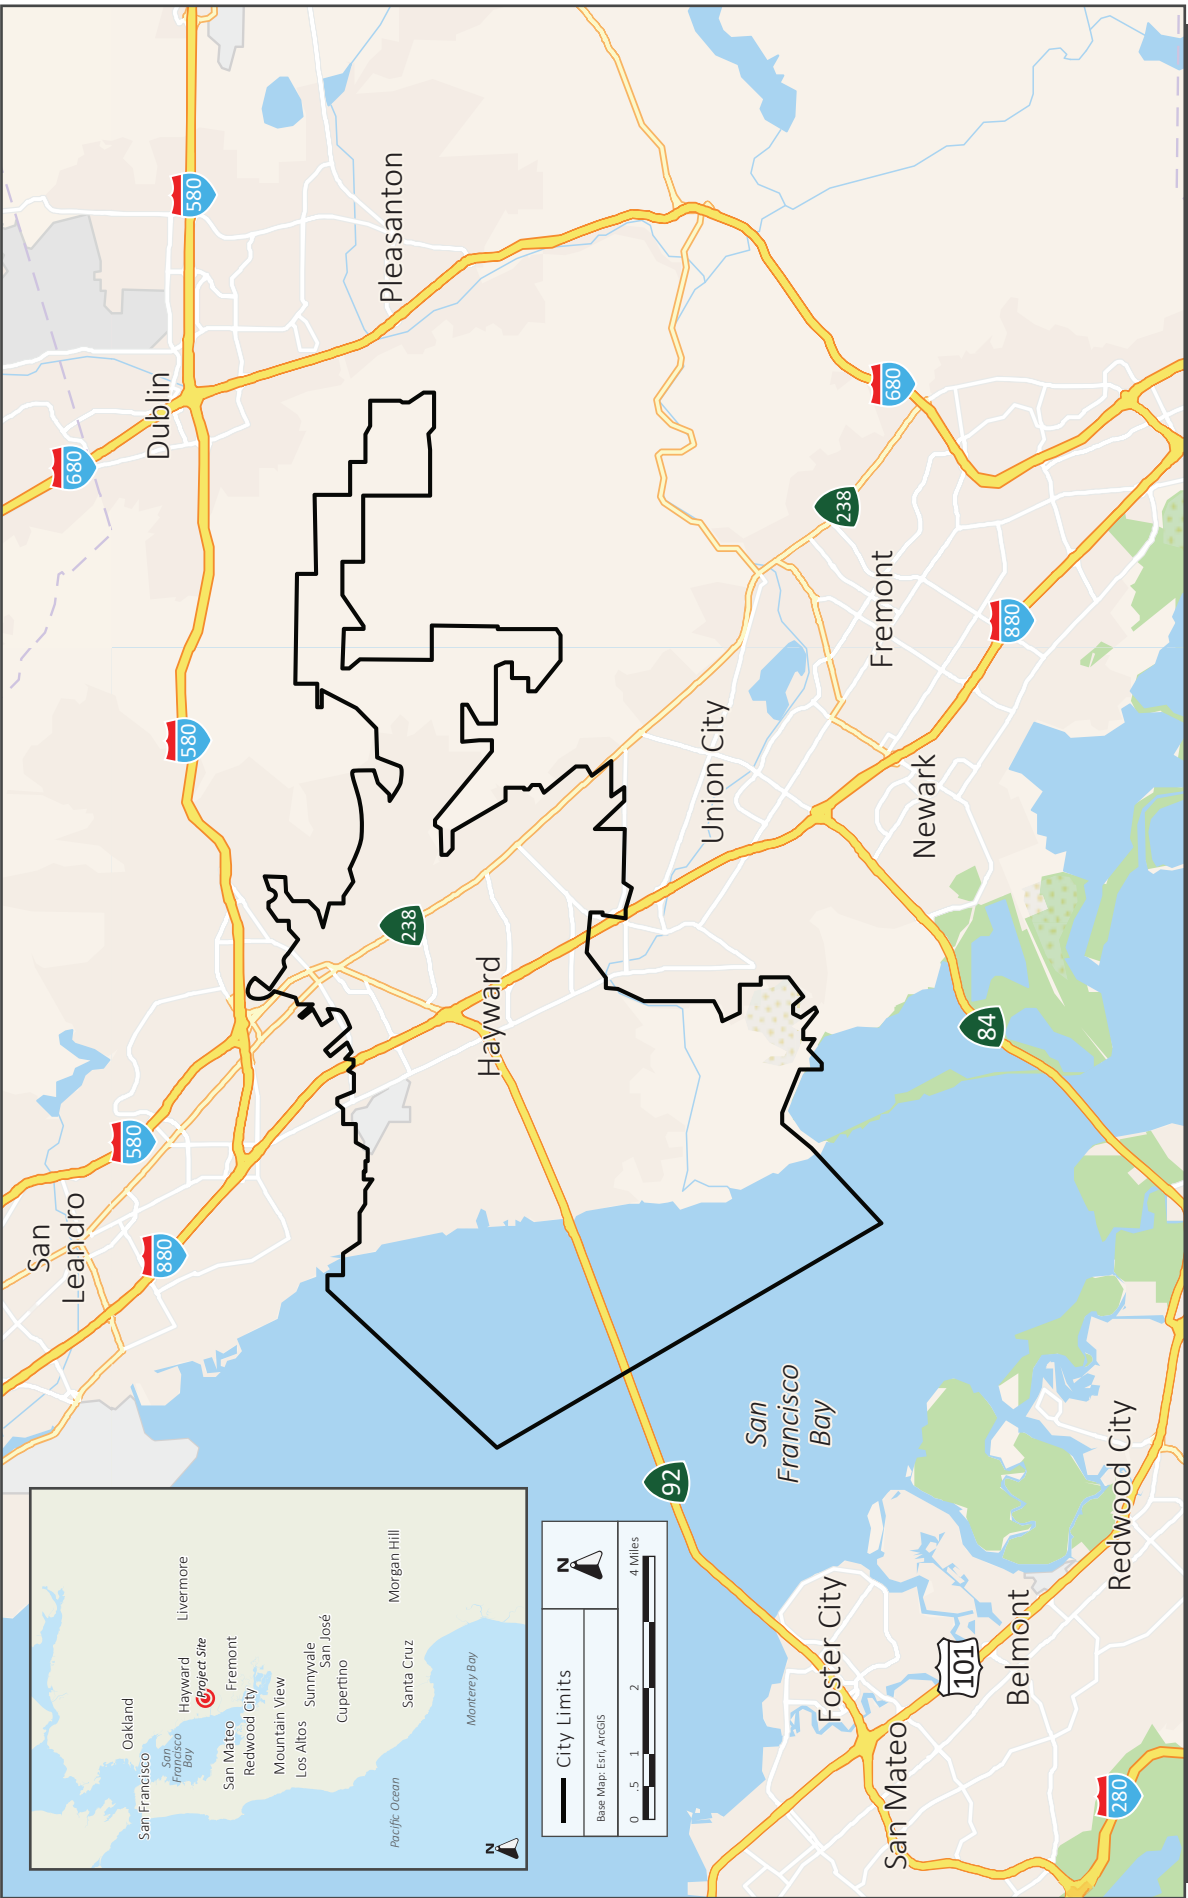 San
Leandro
Dublin
Pleasanton
Hayward
Union City
Fremont
Newark
San
Francisco
Bay
Foster City
San Mateo
Belmont
Redwood City
580
580
580
680
680
880
880
238
238
84
92
101
280
San Francisco
Oakland
San
Francisco
Bay
Hayward
Project Site
Livermore
San Mateo
Fremont
Redwood City
Mountain View
Los Altos
Sunnyvale
San José
Cupertino
Morgan Hill
Santa Cruz
Monterey Bay
Pacific Ocean
N
City Limits
Base Map: Esri, ArcGIS
N
0 .5 1 2 4 Miles